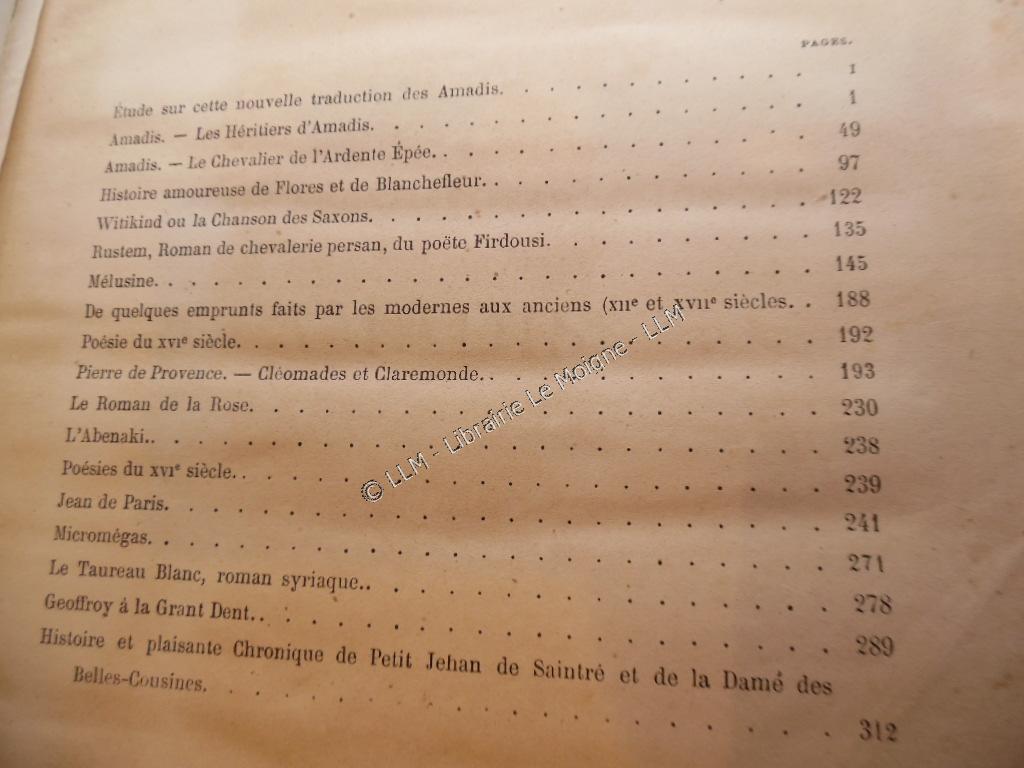 PAGES.
Étude sur cette nouvelle traduction des Amadis. . . . . . . . . . 1
Amadis. — Les Héritiers d'Amadis. . . . . . . . . . . . . . 1
Amadis. — Le Chevalier de l'Ardente Épée. . . . . . . . . . . . 49
Histoire amoureuse de Flores et de Blanchefleur. . . . . . . . . . 97
Witikind ou la Chanson des Saxons. . . . . . . . . . . . . . 122
Rustem, Roman de chevalerie persan, du poëte Firdousi. . . . . . . . 135
Mélusine. . . . . . . . . . . . . . . . . . . 145
De quelques emprunts faits par les modernes aux anciens (XIIe et XVIIe siècles. . 188
Poésie du XVIe siècle. . . . . . . . . . . . . . . . 192
Pierre de Provence. — Cléomades et Claremonde. . . . . . . . . . 193
Le Roman de la Rose. . . . . . . . . . . . . . . . 230
L'Abenaki. . . . . . . . . . . . . . . . . . . 238
Poésies du XVIe siècle. . . . . . . . . . . . . . . . 239
Jean de Paris. . . . . . . . . . . . . . . . . . 241
Micromégas. . . . . . . . . . . . . . . . . . . 271
Le Taureau Blanc, roman syriaque. . . . . . . . . . . . . . 278
Geoffroy à la Grant Dent. . . . . . . . . . . . . . . . 289
Histoire et plaisante Chronique de Petit Jehan de Saintré et de la Damé des
Belles-Cousines. . . . . . . . . . . . . . . . . 312
© LLM - Librairie Le Moigne - LLM